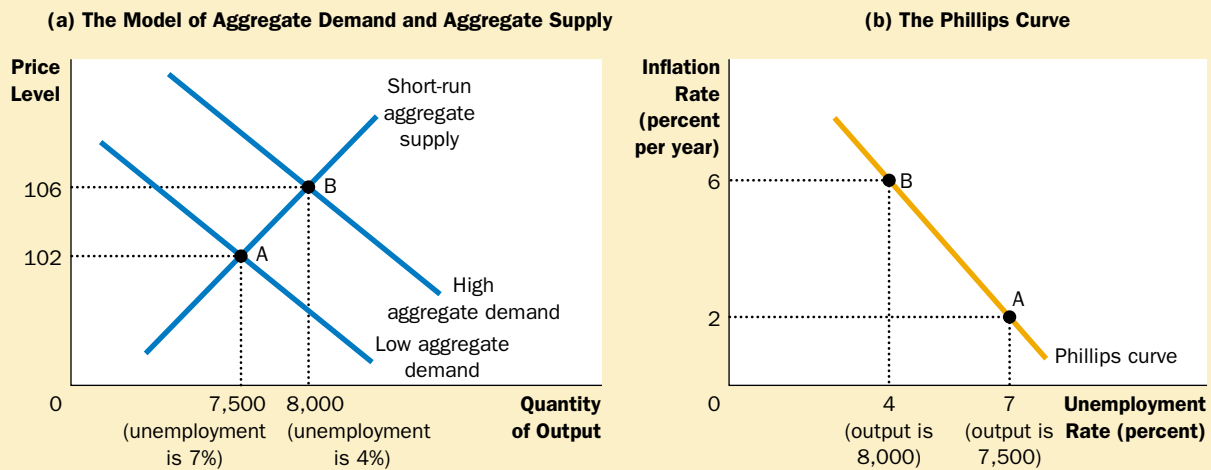 (a) The Model of Aggregate Demand and Aggregate Supply
Price
Level
Short-run
aggregate
supply
106
B
102
A
High
aggregate demand
Low aggregate
demand
0
7,500
8,000
Quantity
of Output
(unemployment
is 7%)
(unemployment
is 4%)
(b) The Phillips Curve
Inflation
Rate
(percent
per year)
6
B
A
2
Phillips curve
0
4
7
Unemployment
Rate (percent)
(output is
8,000)
(output is
7,500)